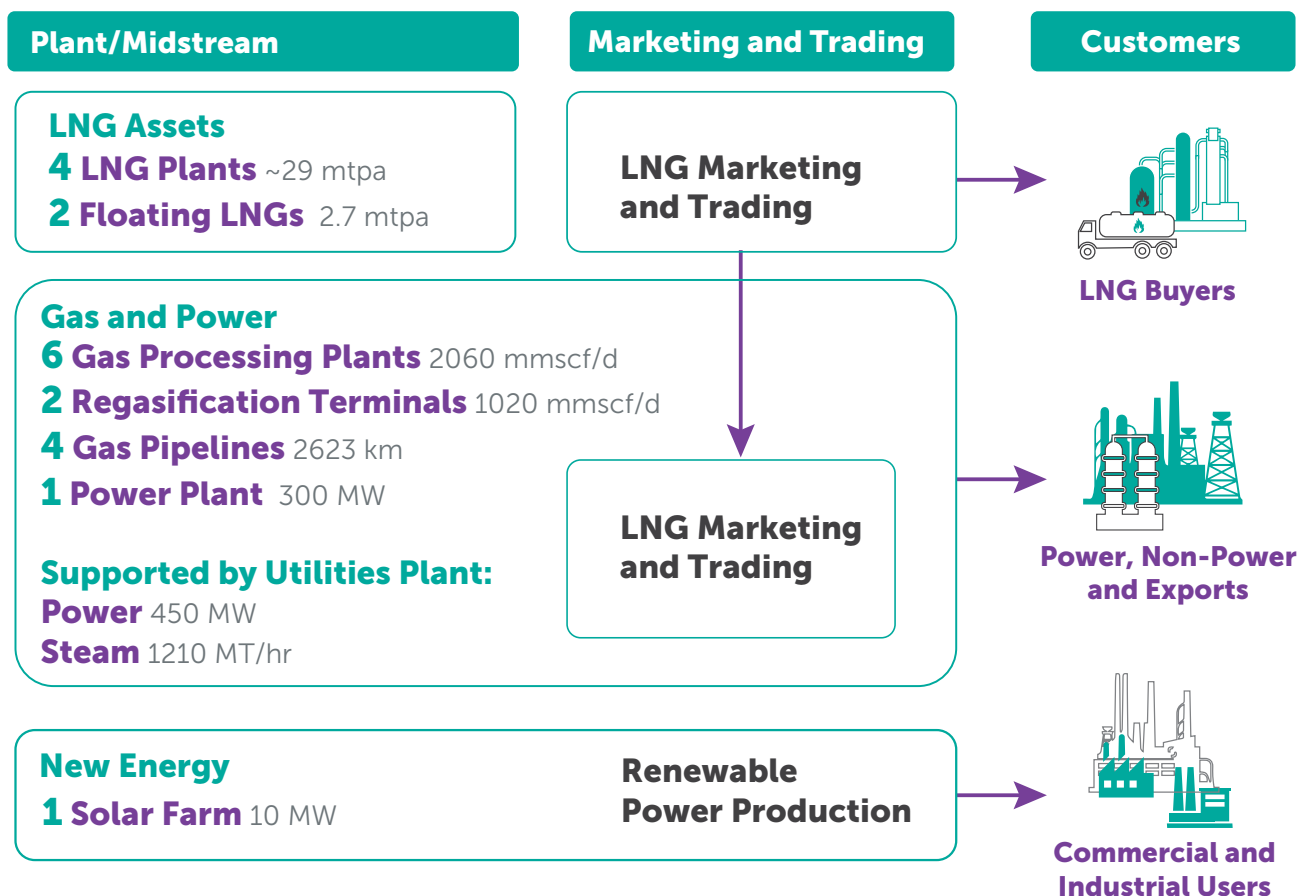 Plant/Midstream
Marketing and Trading
Customers
LNG Assets
4 LNG Plants ~29 mtpa
2 Floating LNGs 2.7 mtpa
LNG Marketing
and Trading
LNG Buyers
Gas and Power
6 Gas Processing Plants 2060 mmscf/d
2 Regasification Terminals 1020 mmscf/d
4 Gas Pipelines 2623 km
1 Power Plant 300 MW
Supported by Utilities Plant:
Power 450 MW
Steam 1210 MT/hr
LNG Marketing
and Trading
Power, Non-Power
and Exports
New Energy
1 Solar Farm 10 MW
Renewable
Power Production
Commercial and
Industrial Users